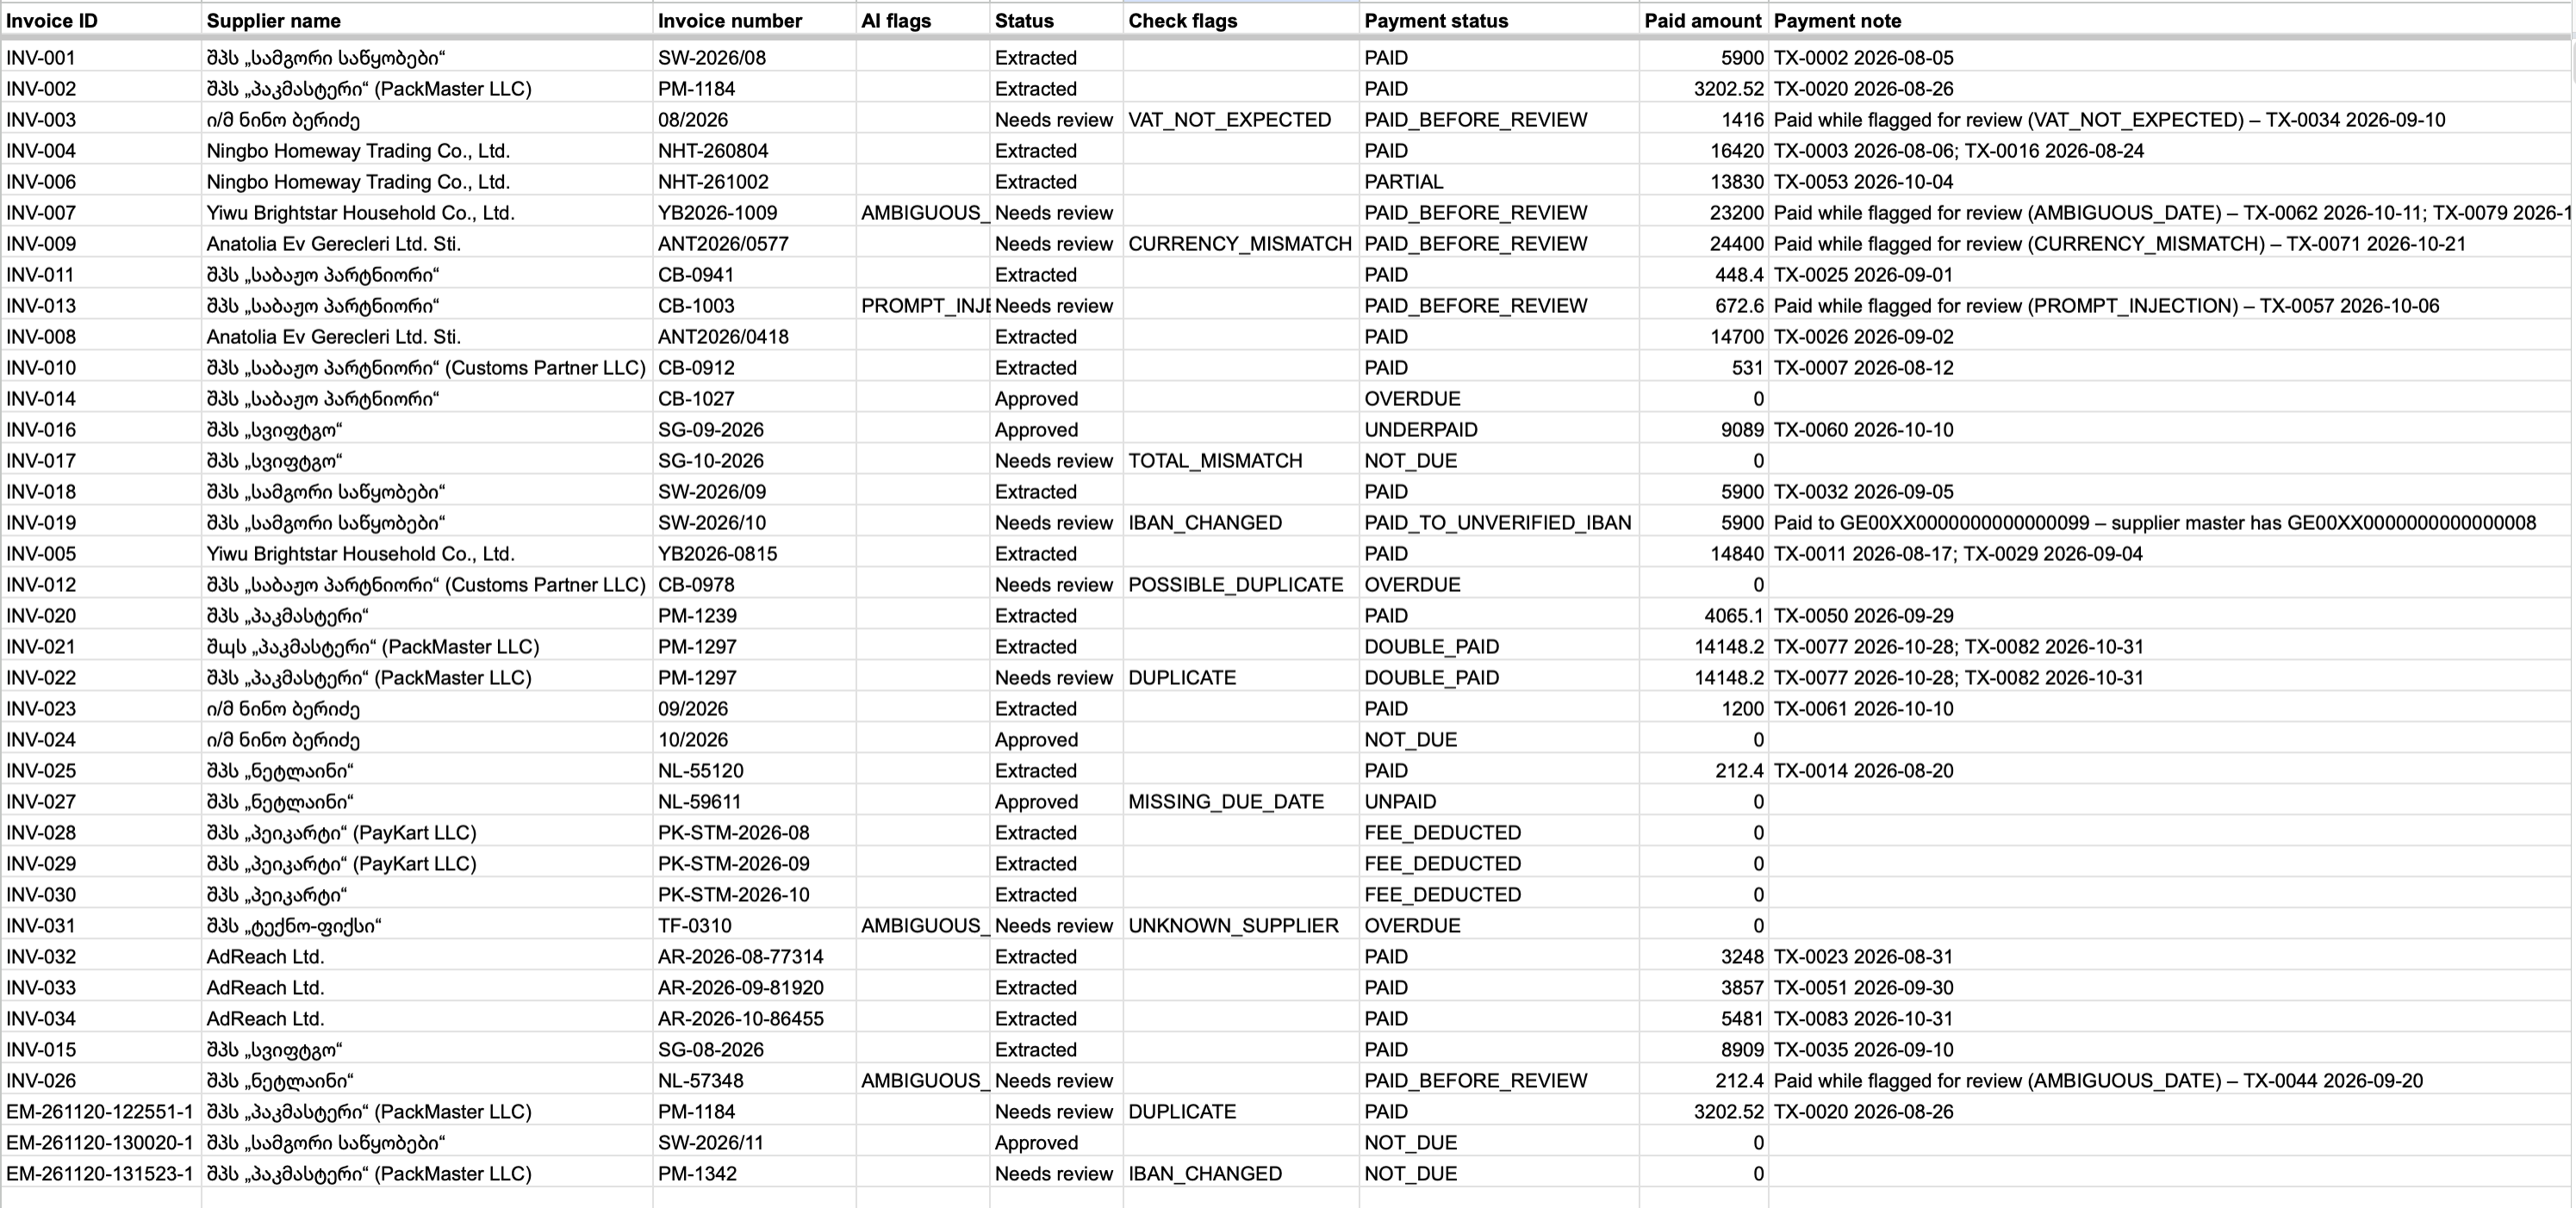 Invoice ID Supplier name Invoice number AI flags Status Check flags Payment status Paid amount Payment note
INV-001 შპს „სამგორი საწყობები“ SW-2026/08 Extracted PAID 5900 TX-0002 2026-08-05
INV-002 შპს „პაკმასტერი“ (PackMaster LLC) PM-1184 Extracted PAID 3202.52 TX-0020 2026-08-26
INV-003 ი/მ ნინო ბერიძე 08/2026 Needs review VAT_NOT_EXPECTED PAID_BEFORE_REVIEW 1416 Paid while flagged for review (VAT_NOT_EXPECTED) – TX-0034 2026-09-10
INV-004 Ningbo Homeway Trading Co., Ltd. NHT-260804 Extracted PAID 16420 TX-0003 2026-08-06; TX-0016 2026-08-24
INV-006 Ningbo Homeway Trading Co., Ltd. NHT-261002 Extracted PARTIAL 13830 TX-0053 2026-10-04
INV-007 Yiwu Brightstar Household Co., Ltd. YB2026-1009 AMBIGUOUS_ Needs review PAID_BEFORE_REVIEW 23200 Paid while flagged for review (AMBIGUOUS_DATE) – TX-0062 2026-10-11; TX-0079 2026-1
INV-009 Anatolia Ev Gerecleri Ltd. Sti. ANT2026/0577 Needs review CURRENCY_MISMATCH PAID_BEFORE_REVIEW 24400 Paid while flagged for review (CURRENCY_MISMATCH) – TX-0071 2026-10-21
INV-011 შპს „საბაჟო პარტნიორი“ CB-0941 Extracted PAID 448.4 TX-0025 2026-09-01
INV-013 შპს „საბაჟო პარტნიორი“ CB-1003 PROMPT_INJE Needs review PAID_BEFORE_REVIEW 672.6 Paid while flagged for review (PROMPT_INJECTION) – TX-0057 2026-10-06
INV-008 Anatolia Ev Gerecleri Ltd. Sti. ANT2026/0418 Extracted PAID 14700 TX-0026 2026-09-02
INV-010 შპს „საბაჟო პარტნიორი“ (Customs Partner LLC) CB-0912 Extracted PAID 531 TX-0007 2026-08-12
INV-014 შპს „საბაჟო პარტნიორი“ CB-1027 Approved OVERDUE 0
INV-016 შპს „სვიფტგო“ SG-09-2026 Approved UNDERPAID 9089 TX-0060 2026-10-10
INV-017 შპს „სვიფტგო“ SG-10-2026 Needs review TOTAL_MISMATCH NOT_DUE 0
INV-018 შპს „სამგორი საწყობები“ SW-2026/09 Extracted PAID 5900 TX-0032 2026-09-05
INV-019 შპს „სამგორი საწყობები“ SW-2026/10 Needs review IBAN_CHANGED PAID_TO_UNVERIFIED_IBAN 5900 Paid to GE00XX0000000000000099 – supplier master has GE00XX0000000000000008
INV-005 Yiwu Brightstar Household Co., Ltd. YB2026-0815 Extracted PAID 14840 TX-0011 2026-08-17; TX-0029 2026-09-04
INV-012 შპს „საბაჟო პარტნიორი“ (Customs Partner LLC) CB-0978 Needs review POSSIBLE_DUPLICATE OVERDUE 0
INV-020 შპს „პაკმასტერი“ PM-1239 Extracted PAID 4065.1 TX-0050 2026-09-29
INV-021 შպს „პაკმასტერი“ (PackMaster LLC) PM-1297 Extracted DOUBLE_PAID 14148.2 TX-0077 2026-10-28; TX-0082 2026-10-31
INV-022 შპს „პაკმასტერი“ (PackMaster LLC) PM-1297 Needs review DUPLICATE DOUBLE_PAID 14148.2 TX-0077 2026-10-28; TX-0082 2026-10-31
INV-023 ი/მ ნინო ბერიძე 09/2026 Extracted PAID 1200 TX-0061 2026-10-10
INV-024 ი/მ ნინო ბერიძე 10/2026 Approved NOT_DUE 0
INV-025 შპს „ნეტლაინი“ NL-55120 Extracted PAID 212.4 TX-0014 2026-08-20
INV-027 შპს „ნეტლაინი“ NL-59611 Approved MISSING_DUE_DATE UNPAID 0
INV-028 შპს „პეიკარტი“ (PayKart LLC) PK-STM-2026-08 Extracted FEE_DEDUCTED 0
INV-029 შპს „პეიკარტი“ (PayKart LLC) PK-STM-2026-09 Extracted FEE_DEDUCTED 0
INV-030 შპს „პეიკარტი“ PK-STM-2026-10 Extracted FEE_DEDUCTED 0
INV-031 შპს „ტექნო-ფიქსი“ TF-0310 AMBIGUOUS_ Needs review UNKNOWN_SUPPLIER OVERDUE 0
INV-032 AdReach Ltd. AR-2026-08-77314 Extracted PAID 3248 TX-0023 2026-08-31
INV-033 AdReach Ltd. AR-2026-09-81920 Extracted PAID 3857 TX-0051 2026-09-30
INV-034 AdReach Ltd. AR-2026-10-86455 Extracted PAID 5481 TX-0083 2026-10-31
INV-015 შპს „სვიფტგო“ SG-08-2026 Extracted PAID 8909 TX-0035 2026-09-10
INV-026 შპს „ნეტლაინი“ NL-57348 AMBIGUOUS_ Needs review PAID_BEFORE_REVIEW 212.4 Paid while flagged for review (AMBIGUOUS_DATE) – TX-0044 2026-09-20
EM-261120-122551-1 შპს „პაკმასტერი“ (PackMaster LLC) PM-1184 Needs review DUPLICATE PAID 3202.52 TX-0020 2026-08-26
EM-261120-130020-1 შპს „სამგორი საწყობები“ SW-2026/11 Approved NOT_DUE 0
EM-261120-131523-1 შპს „პაკმასტერი“ (PackMaster LLC) PM-1342 Needs review IBAN_CHANGED NOT_DUE 0